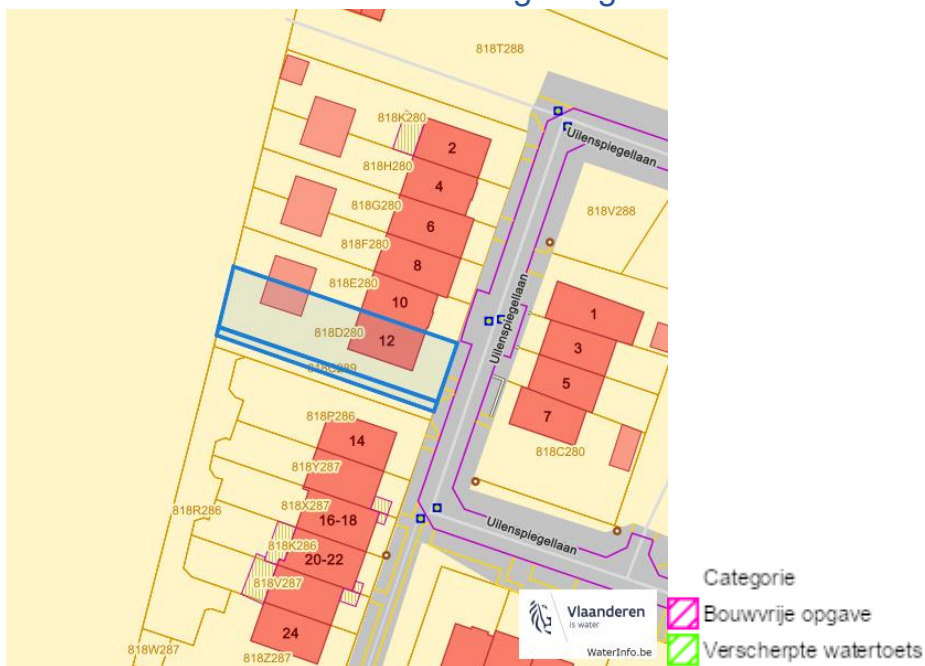 818T288
818K280
2
Uilenspiegellaan
818H280
4
818G280
818V288
6
818F280
8
818E280
10
1
Uilenspiegellaan
818D280
12
3
5
7
818P286
14
818C280
818Y287
818X287
818R286
16-18
Uilenspiegellaan
818K286
20-22
818V287
24
818W287
818Z287
Vlaanderen
is water
WaterInfo.be
Categorie
Bouwvrije opgave
Verscherpte watertoets